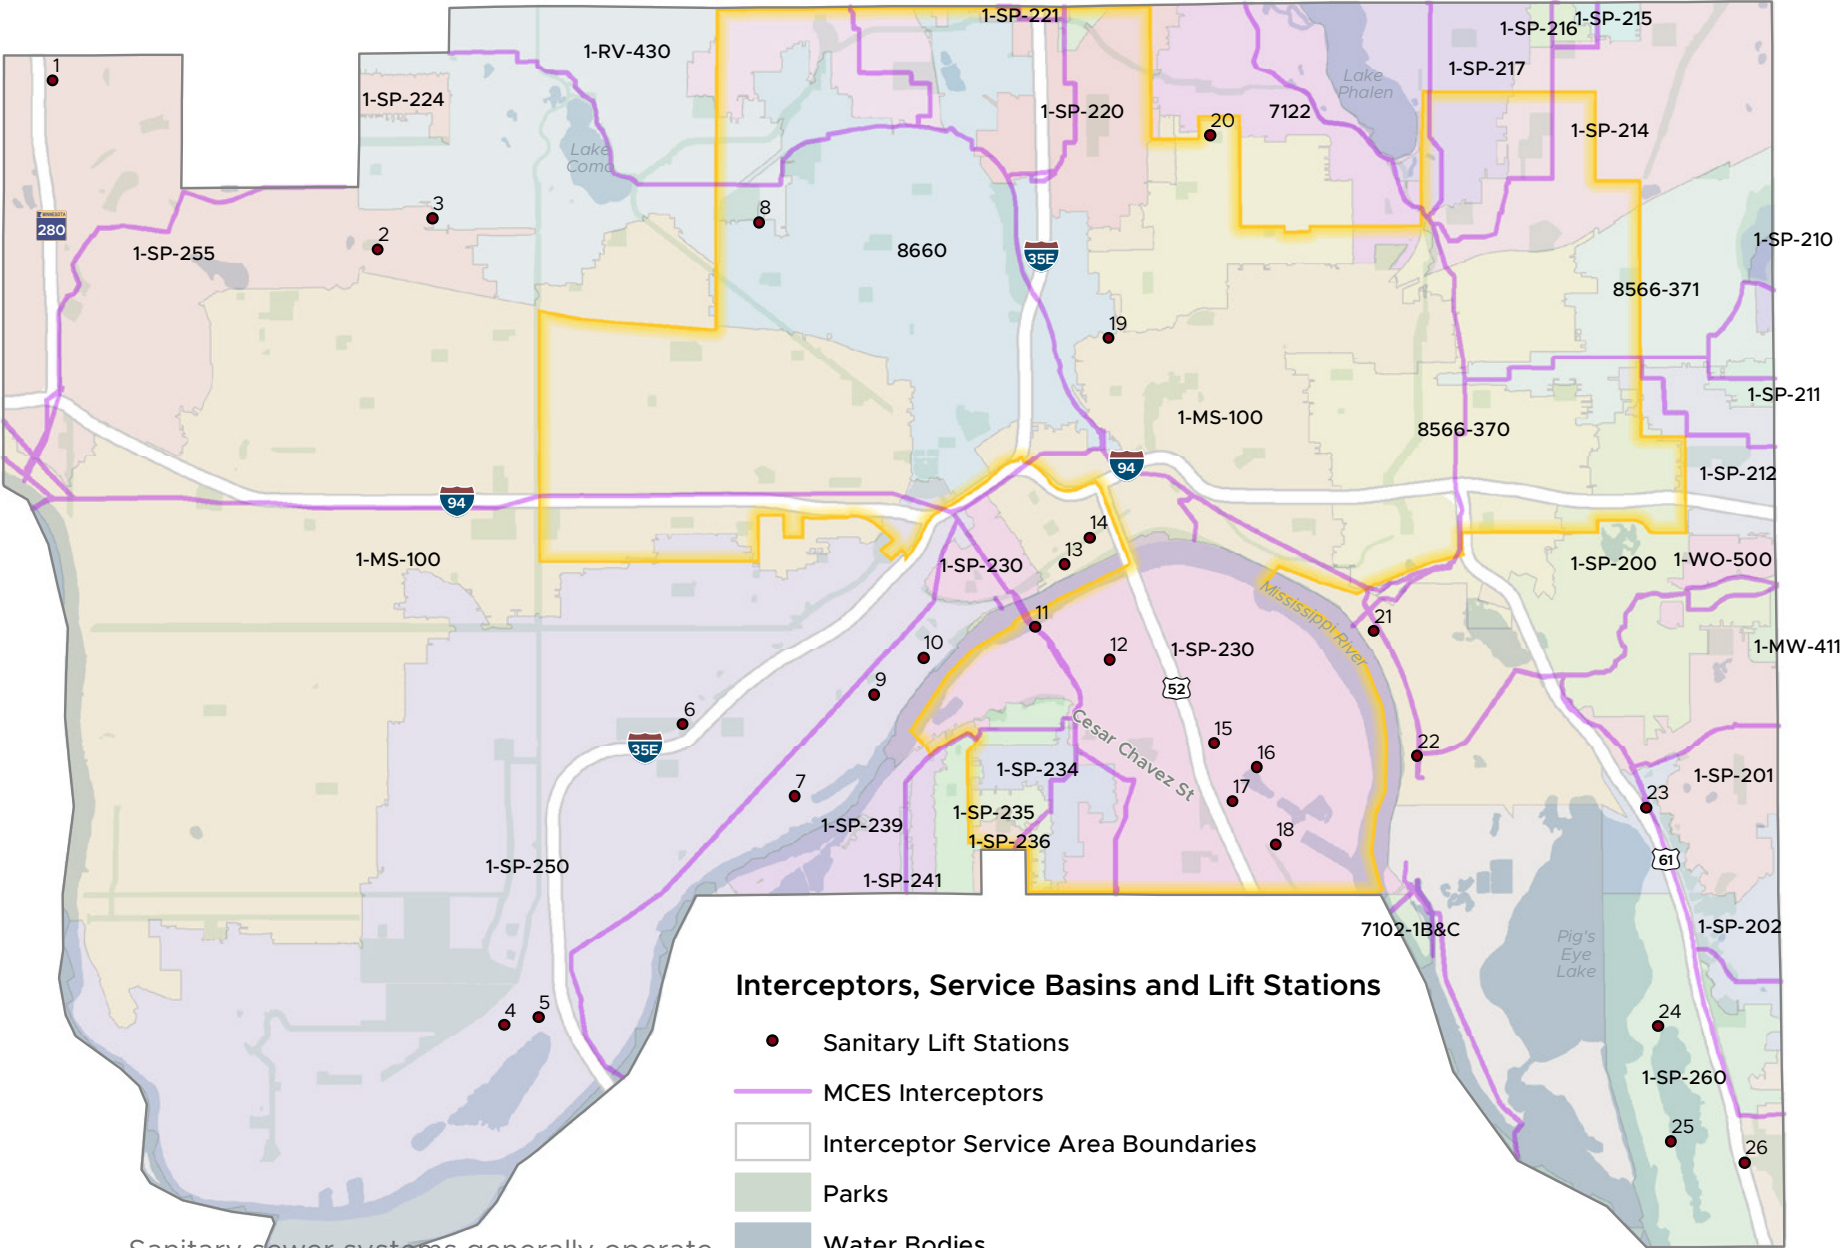 1-SP-221
1-SP-215
1-SP-216
1-RV-430
1-SP-217
1
Lake
Phalen
1-SP-224
1-SP-220
7122
20
1-SP-214
Lake
Como
3
8
MINNESOTA
280
2
1-SP-255
8660
35E
1-SP-210
8566-371
19
1-SP-211
1-MS-100
8566-370
94
1-SP-212
94
14
13
1-MS-100
1-SP-230
1-SP-200
1-WO-500
Mississippi River
11
21
10
12
1-SP-230
1-MW-411
9
52
6
35E
Cesar Chavez St
15
22
16
1-SP-234
1-SP-201
7
17
23
1-SP-235
1-SP-239
18
1-SP-236
61
1-SP-250
1-SP-241
7102-1B&C
1-SP-202
Pig's
Eye
Lake
4
5
24
1-SP-260
25
26
Interceptors, Service Basins and Lift Stations
Sanitary Lift Stations
MCES Interceptors
Interceptor Service Area Boundaries
Parks
Water Bodies
Sanitary sewer systems generally operate